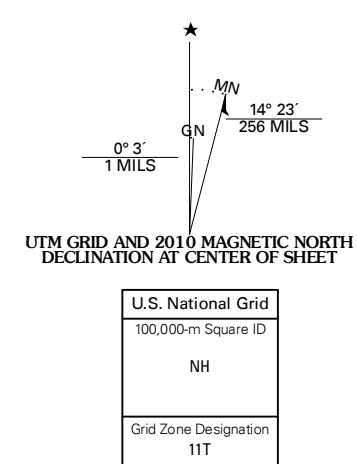 ★
MN
14° 23´
256 MILS
GN
0° 3´
1 MILS
UTM GRID AND 2010 MAGNETIC NORTH
DECLINATION AT CENTER OF SHEET
U.S. National Grid
100,000-m Square ID
NH
Grid Zone Designation
11T